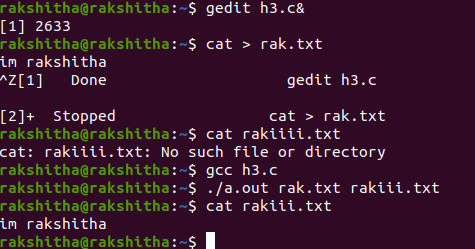 rakshitha@rakshitha:~$ gedit h3.c&
[1] 2633
rakshitha@rakshitha:~$ cat > rak.txt
im rakshitha
^Z[1]   Done                    gedit h3.c

[2]+  Stopped                 cat > rak.txt
rakshitha@rakshitha:~$ cat rakiiii.txt
cat: rakiiii.txt: No such file or directory
rakshitha@rakshitha:~$ gcc h3.c
rakshitha@rakshitha:~$ ./a.out rak.txt rakiii.txt
rakshitha@rakshitha:~$ cat rakiii.txt
im rakshitha
rakshitha@rakshitha:~$